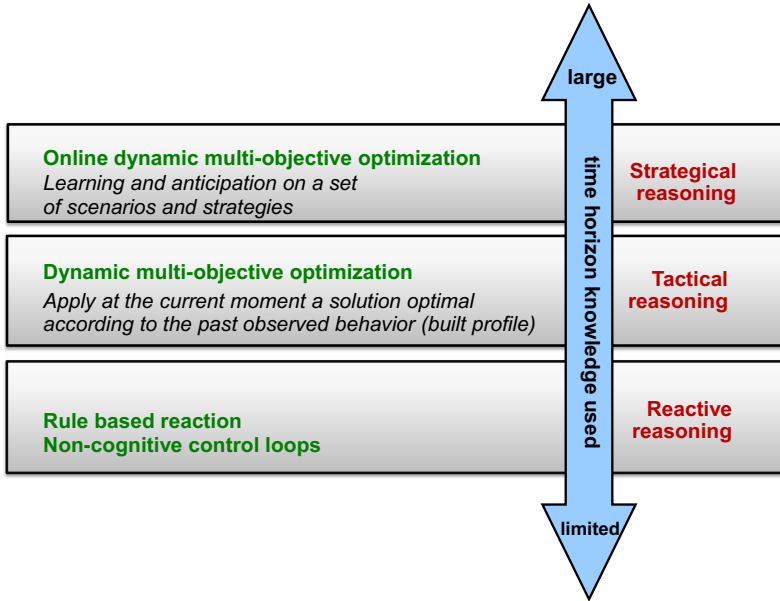 large
Online dynamic multi-objective optimization
Learning and anticipation on a set
of scenarios and strategies
Strategical
reasoning
Dynamic multi-objective optimization
Apply at the current moment a solution optimal
according to the past observed behavior (built profile)
Tactical
reasoning
time horizon knowledge used
Rule based reaction
Non-cognitive control loops
Reactive
reasoning
limited